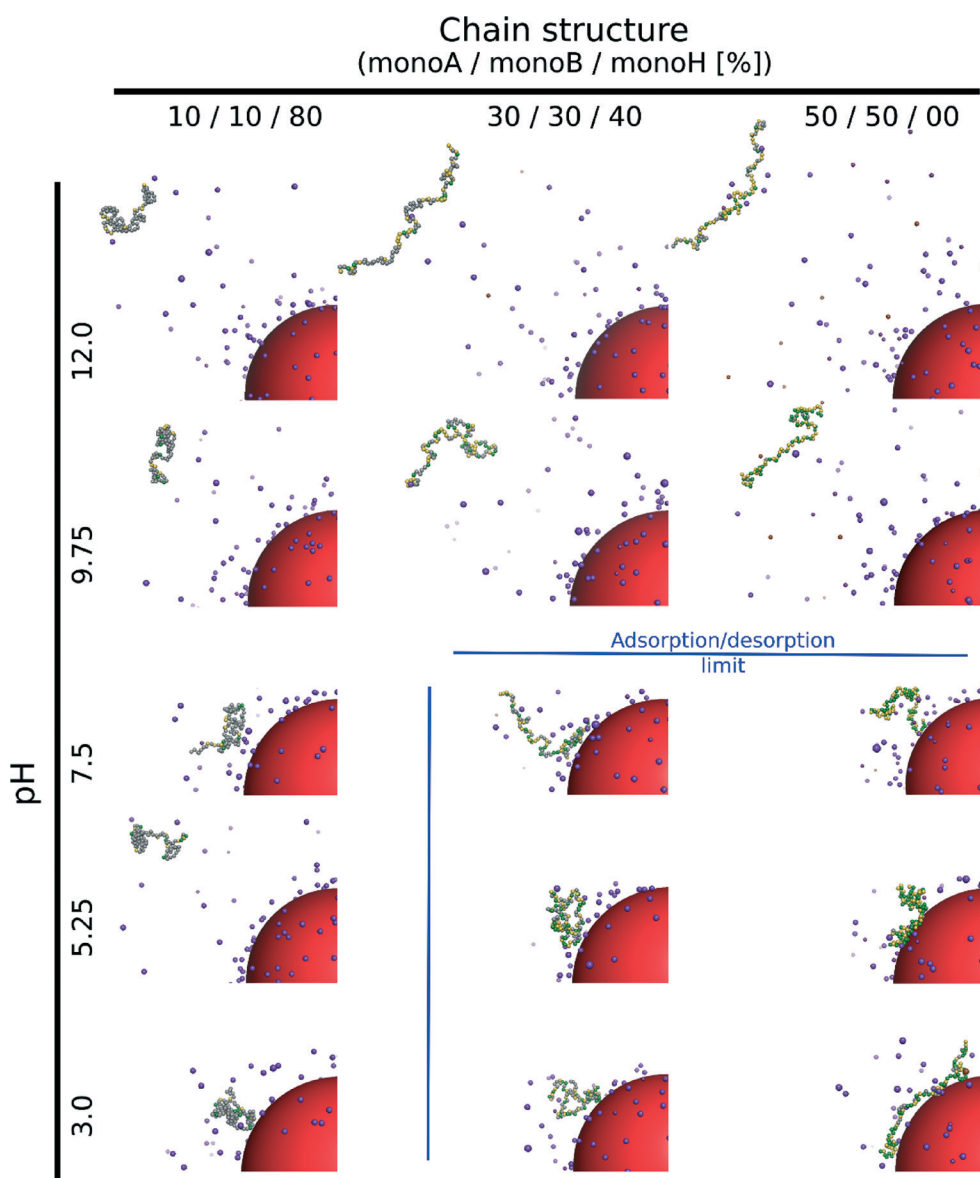 Chain structure
(monoA / monoB / monoH [%])
10 / 10 / 80
30 / 30 / 40
50 / 50 / 00
pH
12.0
9.75
Adsorption/desorption
limit
7.5
5.25
3.0